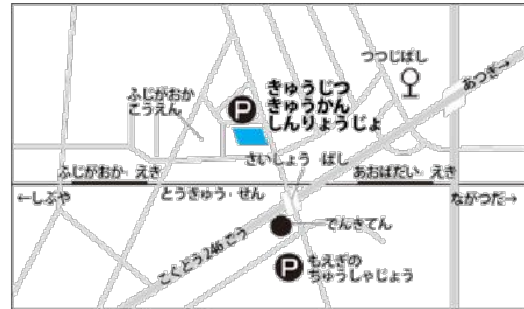 つつじばし
あつぎ→
ふじがおか
こうえん
P
きゅうじつ
きゅうかん
しんりょうじょ
さいじょう ばし
ふじがおか えき
あおばだい えき
←しぶや
とうきゅう・せん
ながつだ→
でんきてん
こくどう246ごう
P
もえぎの
ちゅうしゃじょう